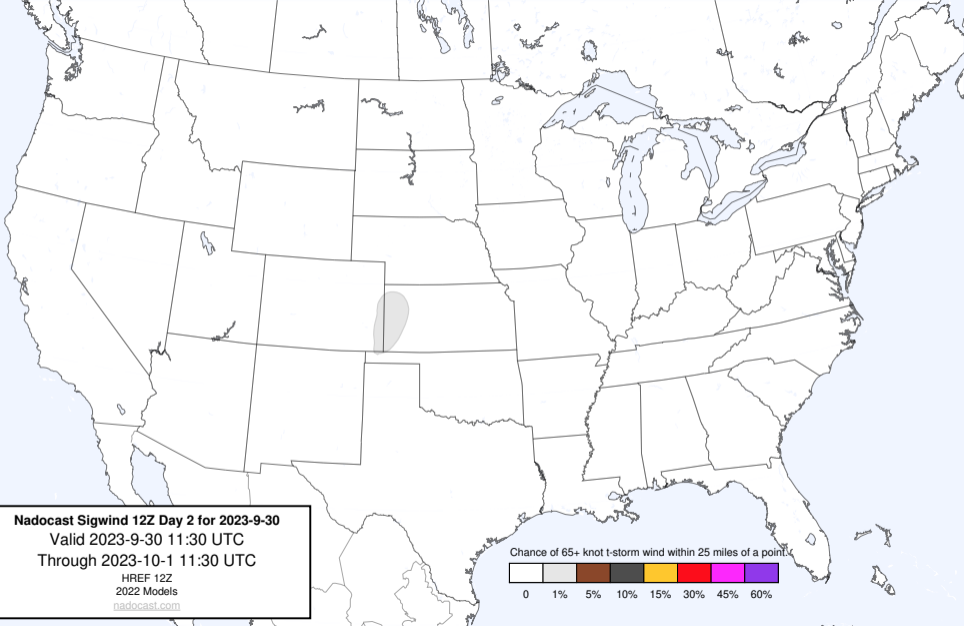 Nadocast Sigwind 12Z Day 2 for 2023-9-30
Valid 2023-9-30 11:30 UTC
Through 2023-10-1 11:30 UTC
HREF 12Z
2022 Models
nadocast.com
Chance of 65+ knot t-storm wind within 25 miles of a point.
0 1% 5% 10% 15% 30% 45% 60%